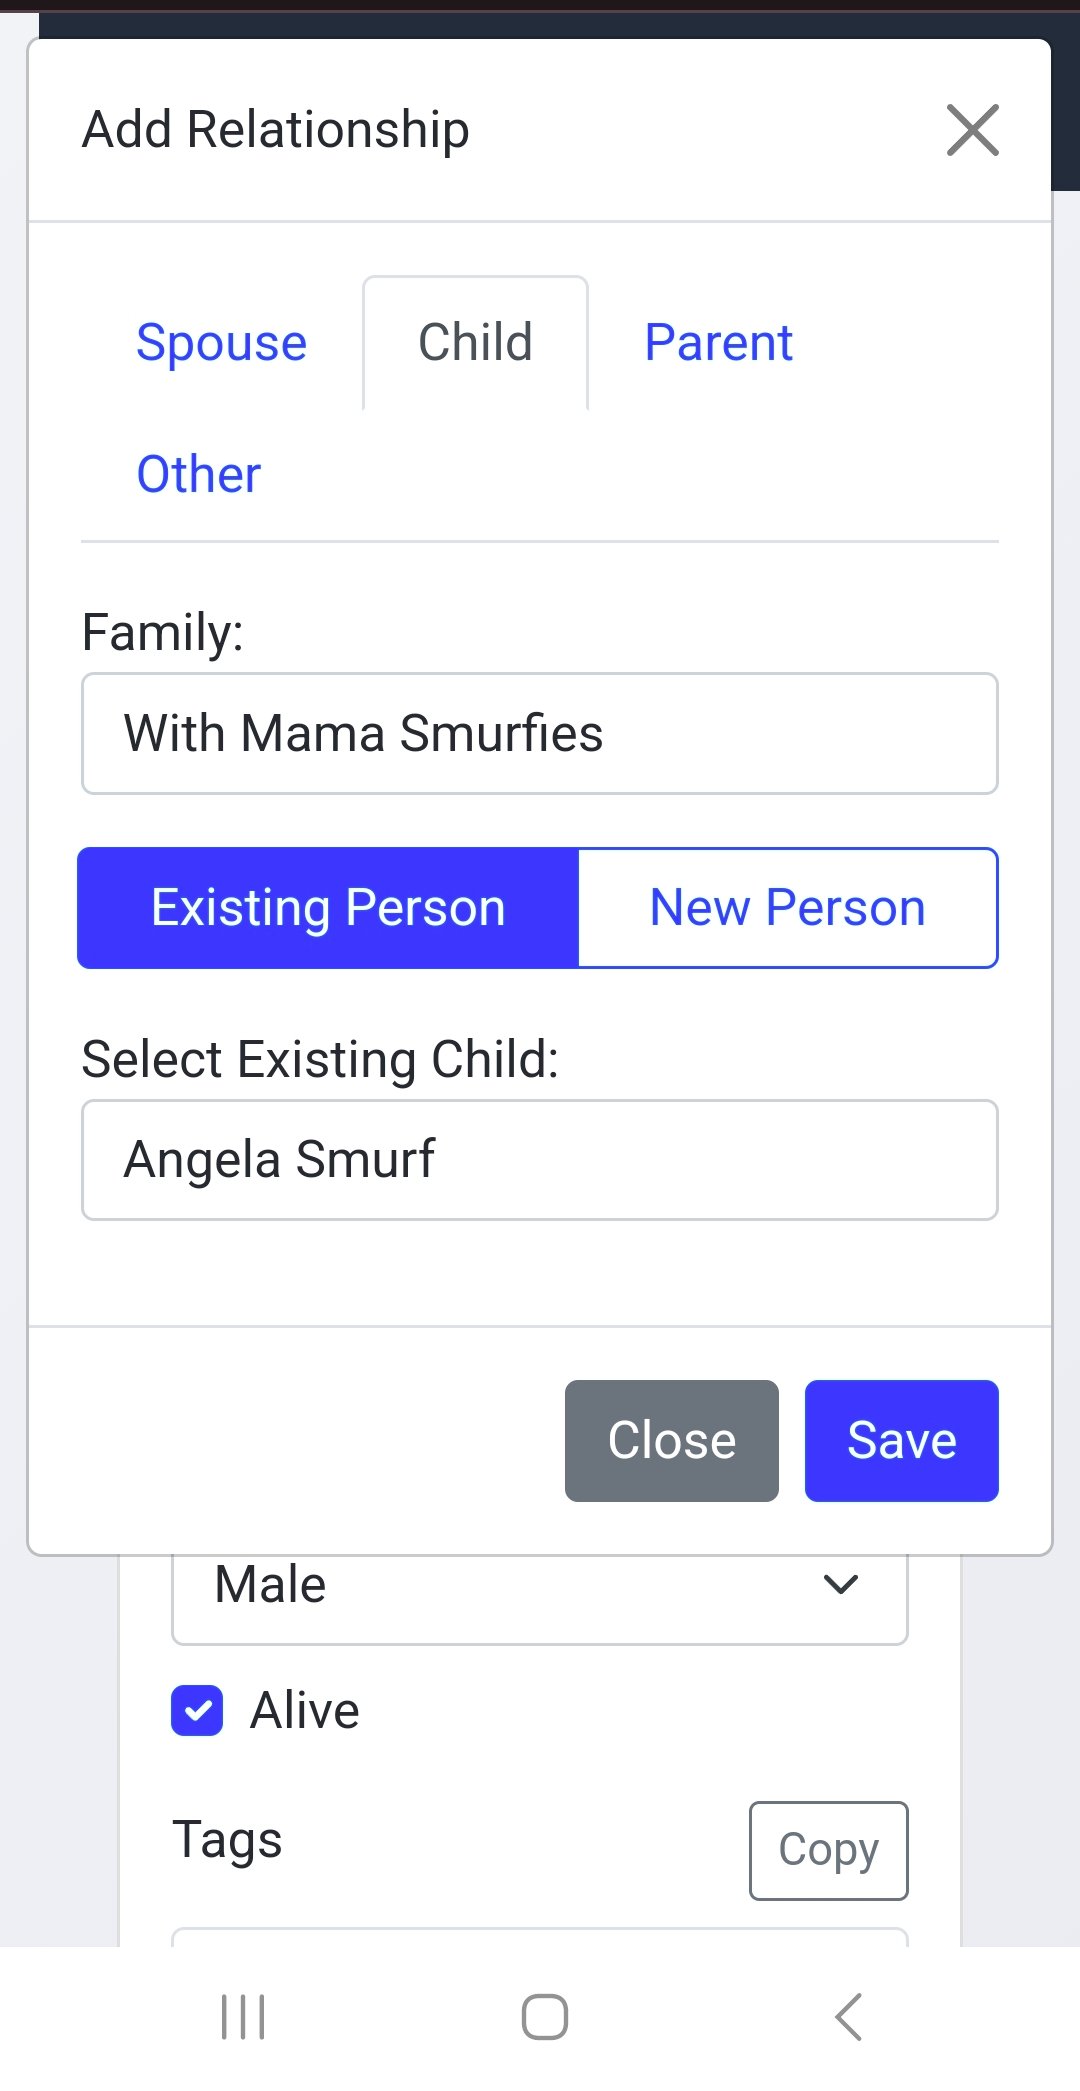 Add Relationship
Spouse
Child
Parent
Other
Family:
With Mama Smurfies
Existing Person
New Person
Select Existing Child:
Angela Smurf
Close
Save
Male
Alive
Tags
Copy